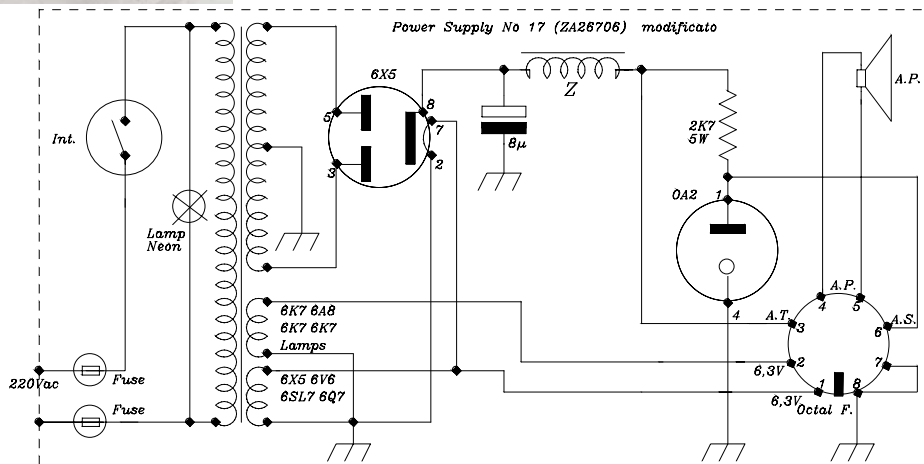 Power Supply No 17 (ZA26706) modificato
6X5
5
8
7
3
2
Int.
Lamp
Neon
8µ
Z
2K7
5W
OA2
1
4
A.P.
A.P.
4
5
A.T.
3
A.S.
6
6,3V
2
7
6,3V
1
8
Octal F.
6K7 6A8
6K7 6K7
Lamps
6X5 6V6
6SL7 6Q7
220Vac
Fuse
Fuse